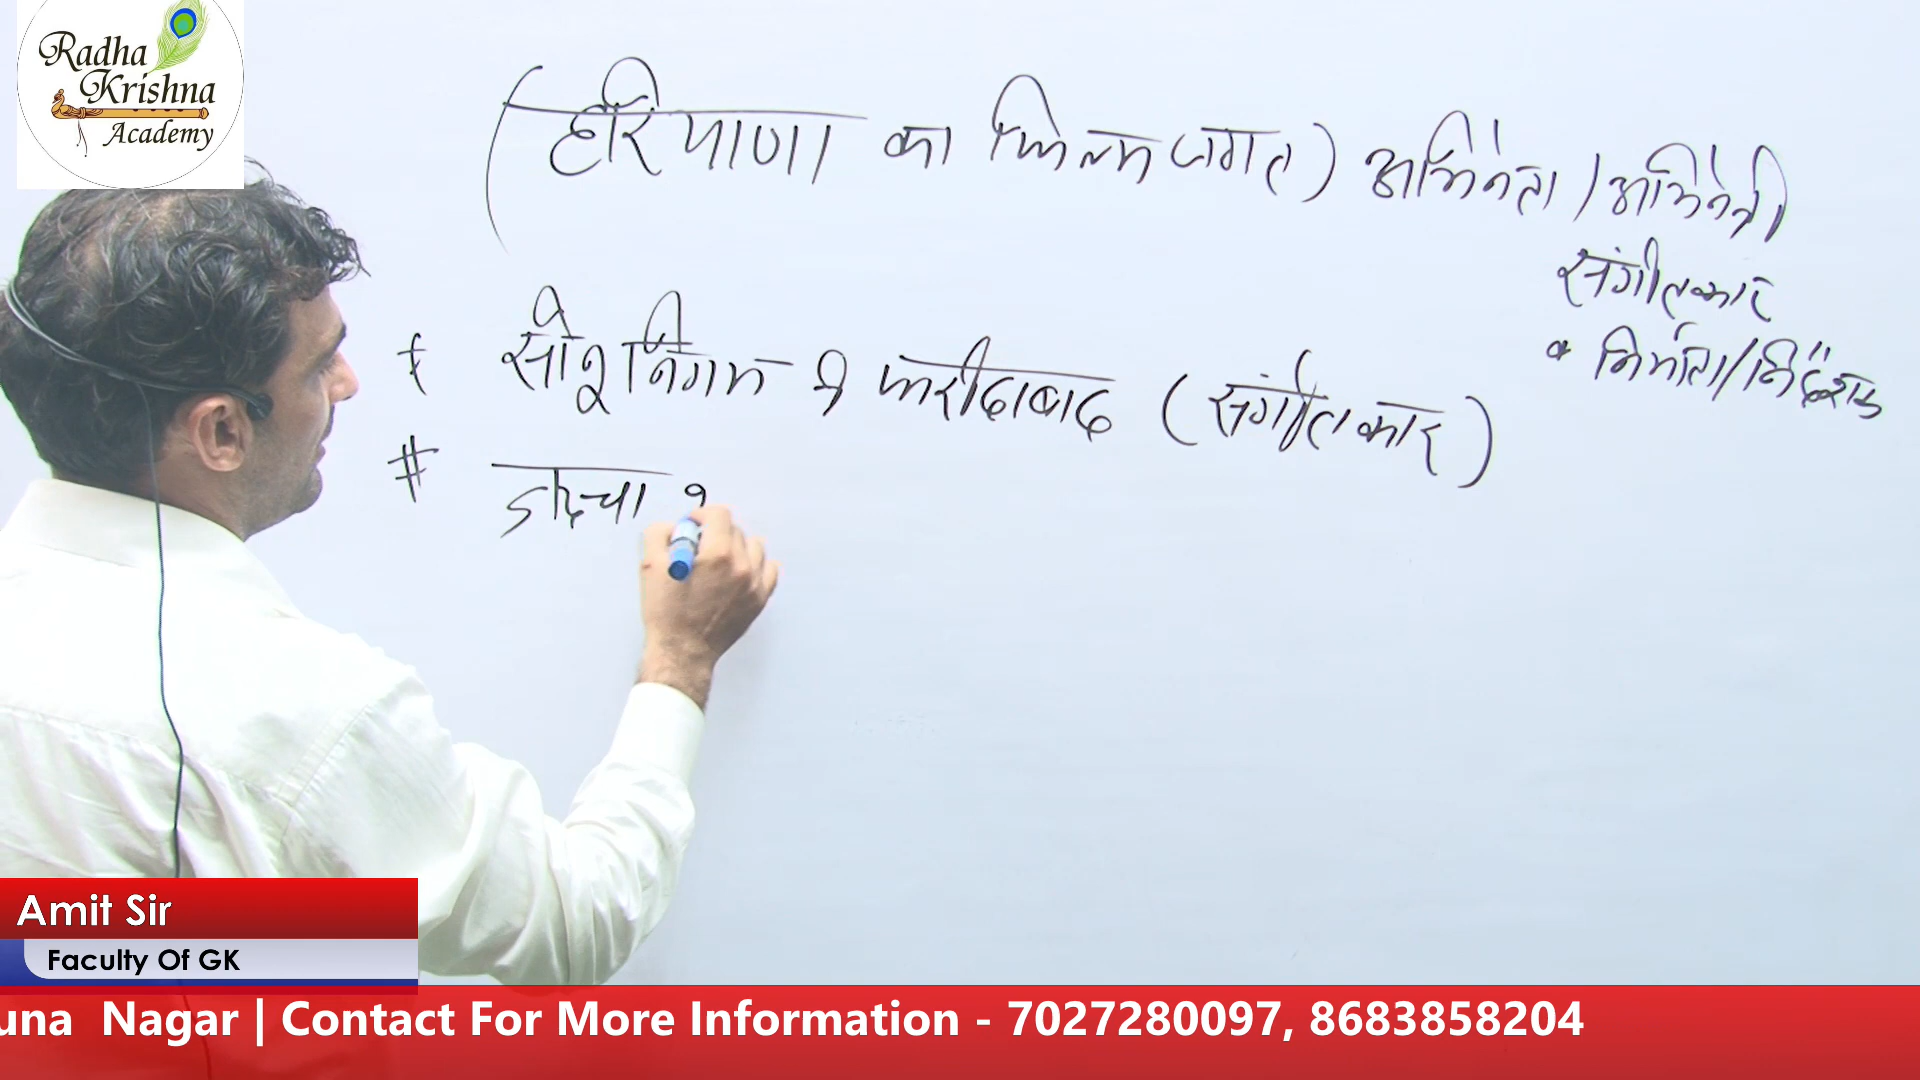 Radha
Krishna
Academy
(हरियाणा का फिल्म जगत) अभिनेता / अभिनेत्री
संगीतकार
* निर्माता/निर्देशक
* सोनू निगम → फरीदाबाद (संगीतकार)
#
Amit Sir
Faculty Of GK
una Nagar | Contact For More Information - 7027280097, 8683858204